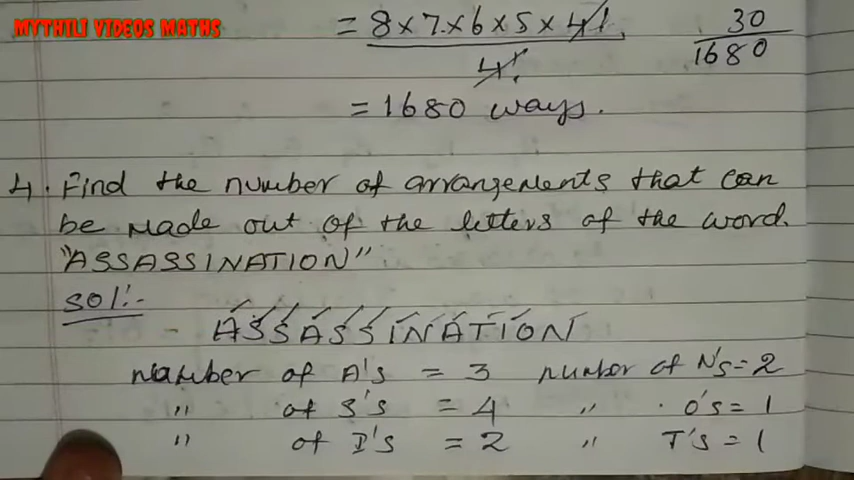 MYTHILI VIDEOS MATHS
= 8 × 7 × 6 × 5 × 4!
4!
30
1680
= 1680 ways.
4. Find the number of arrangements that can
be made out of the letters of the word.
"ASSASSINATION"
Sol:-
- ASSASSINATION
number of A's = 3 number of N's = 2
" of S's = 4 " O's = 1
" of I's = 2 " T's = 1